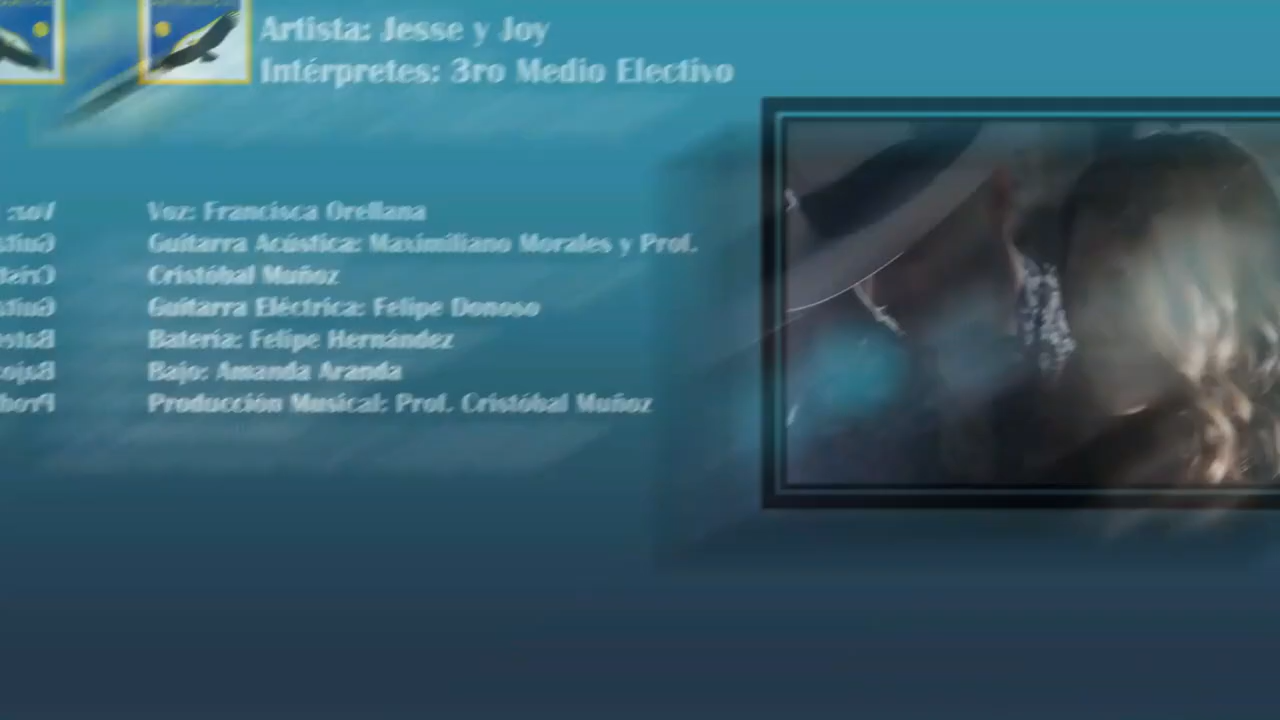 Artista: Jesse y Joy
Intérpretes: 3ro Medio Electivo
Voz: Francisca Orellana
Guitarra Acústica: Maximiliano Morales y Prof.
Cristóbal Muñoz
Guitarra Eléctrica: Felipe Donoso
Batería: Felipe Hernández
Bajo: Amanda Aranda
Producción Musical: Prof. Cristóbal Muñoz